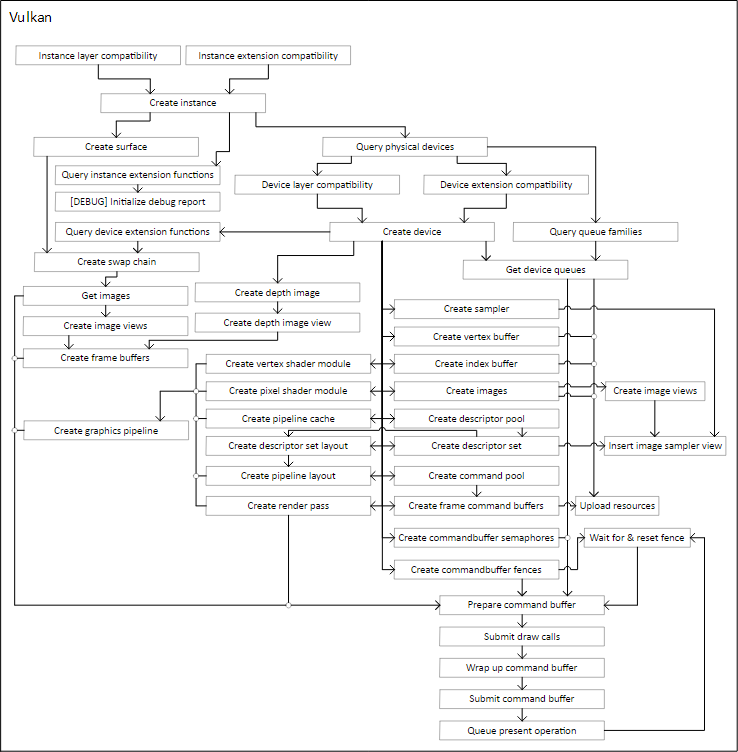 Vulkan
Instance layer compatibility
Instance extension compatibility
Create instance
Create surface
Query physical devices
Query instance extension functions
Device layer compatibility
Device extension compatibility
[DEBUG] Initialize debug report
Query device extension functions
Create device
Query queue families
Create swap chain
Get device queues
Get images
Create depth image
Create sampler
Create image views
Create depth image view
Create vertex buffer
Create frame buffers
Create vertex shader module
Create index buffer
Create pixel shader module
Create images
Create image views
Create graphics pipeline
Create pipeline cache
Create descriptor pool
Create descriptor set layout
Create descriptor set
Insert image sampler view
Create pipeline layout
Create command pool
Create render pass
Create frame command buffers
Upload resources
Create commandbuffer semaphores
Wait for & reset fence
Create commandbuffer fences
Prepare command buffer
Submit draw calls
Wrap up command buffer
Submit command buffer
Queue present operation